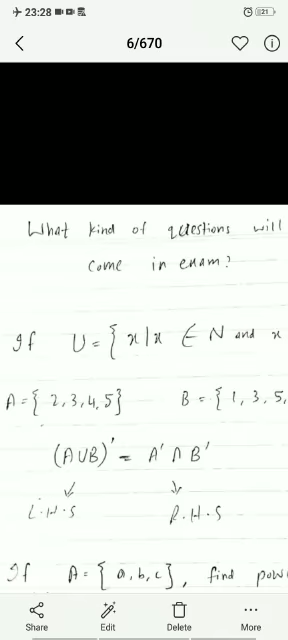 23:28
21
6/670
What kind of questions will
come in exam?
If U = { x | x ∈ N and x
A = { 2, 3, 4, 5 } B = { 1, 3, 5,
(A ∪ B)' = A' ∩ B'
L.H.S R.H.S
If A = { a, b, c }, find pow
Share Edit Delete More